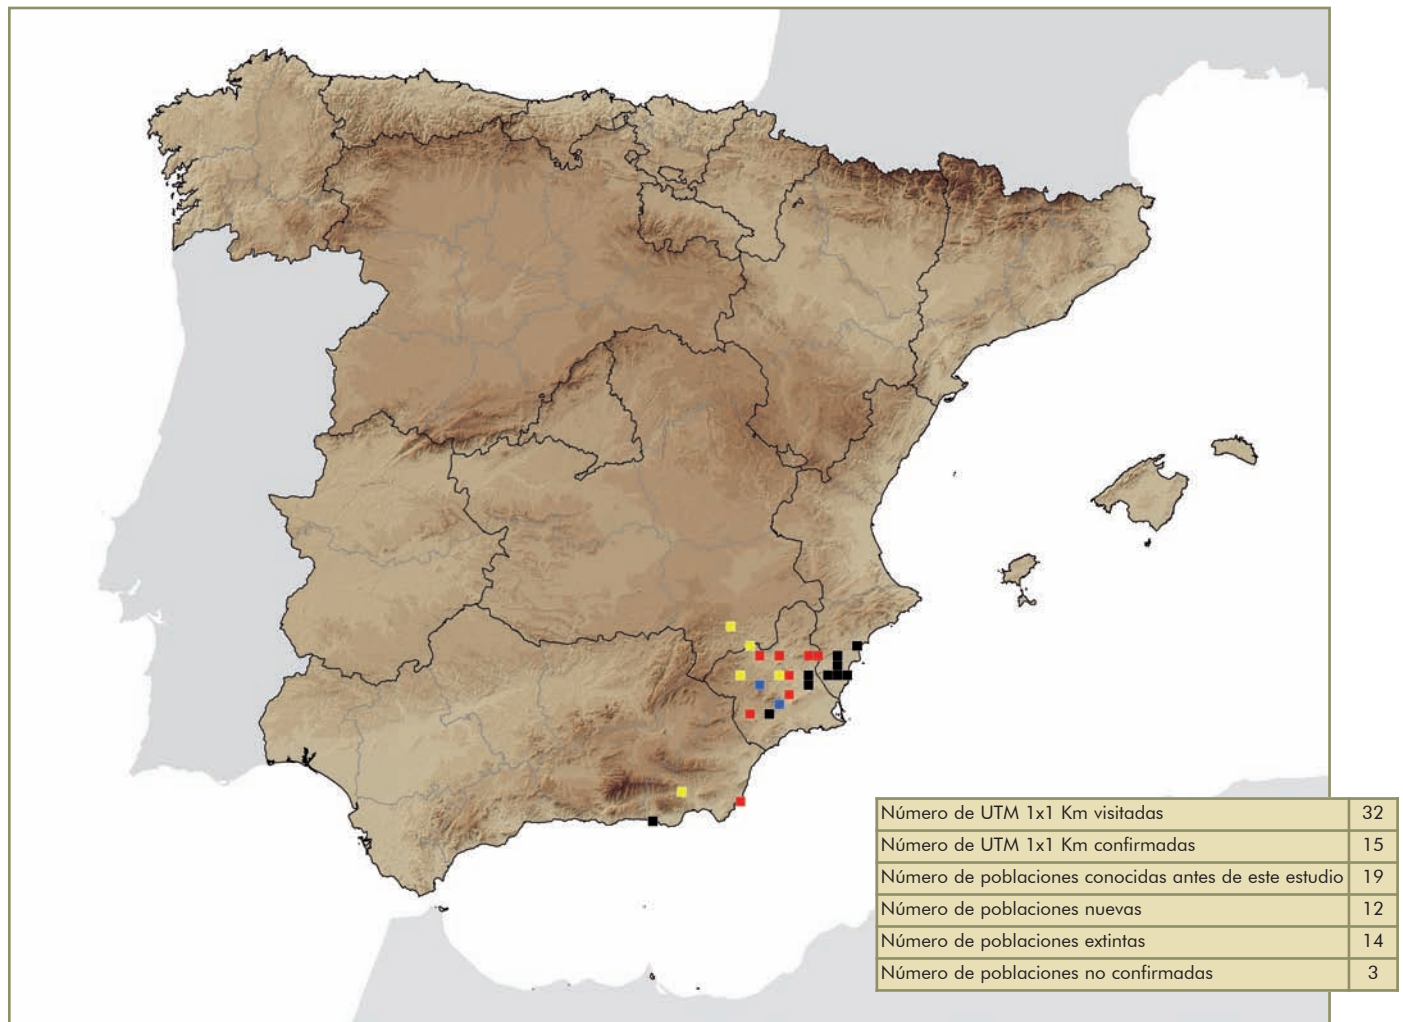 Número de UTM 1x1 Km visitadas 32
Número de UTM 1x1 Km confirmadas 15
Número de poblaciones conocidas antes de este estudio 19
Número de poblaciones nuevas 12
Número de poblaciones extintas 14
Número de poblaciones no confirmadas 3